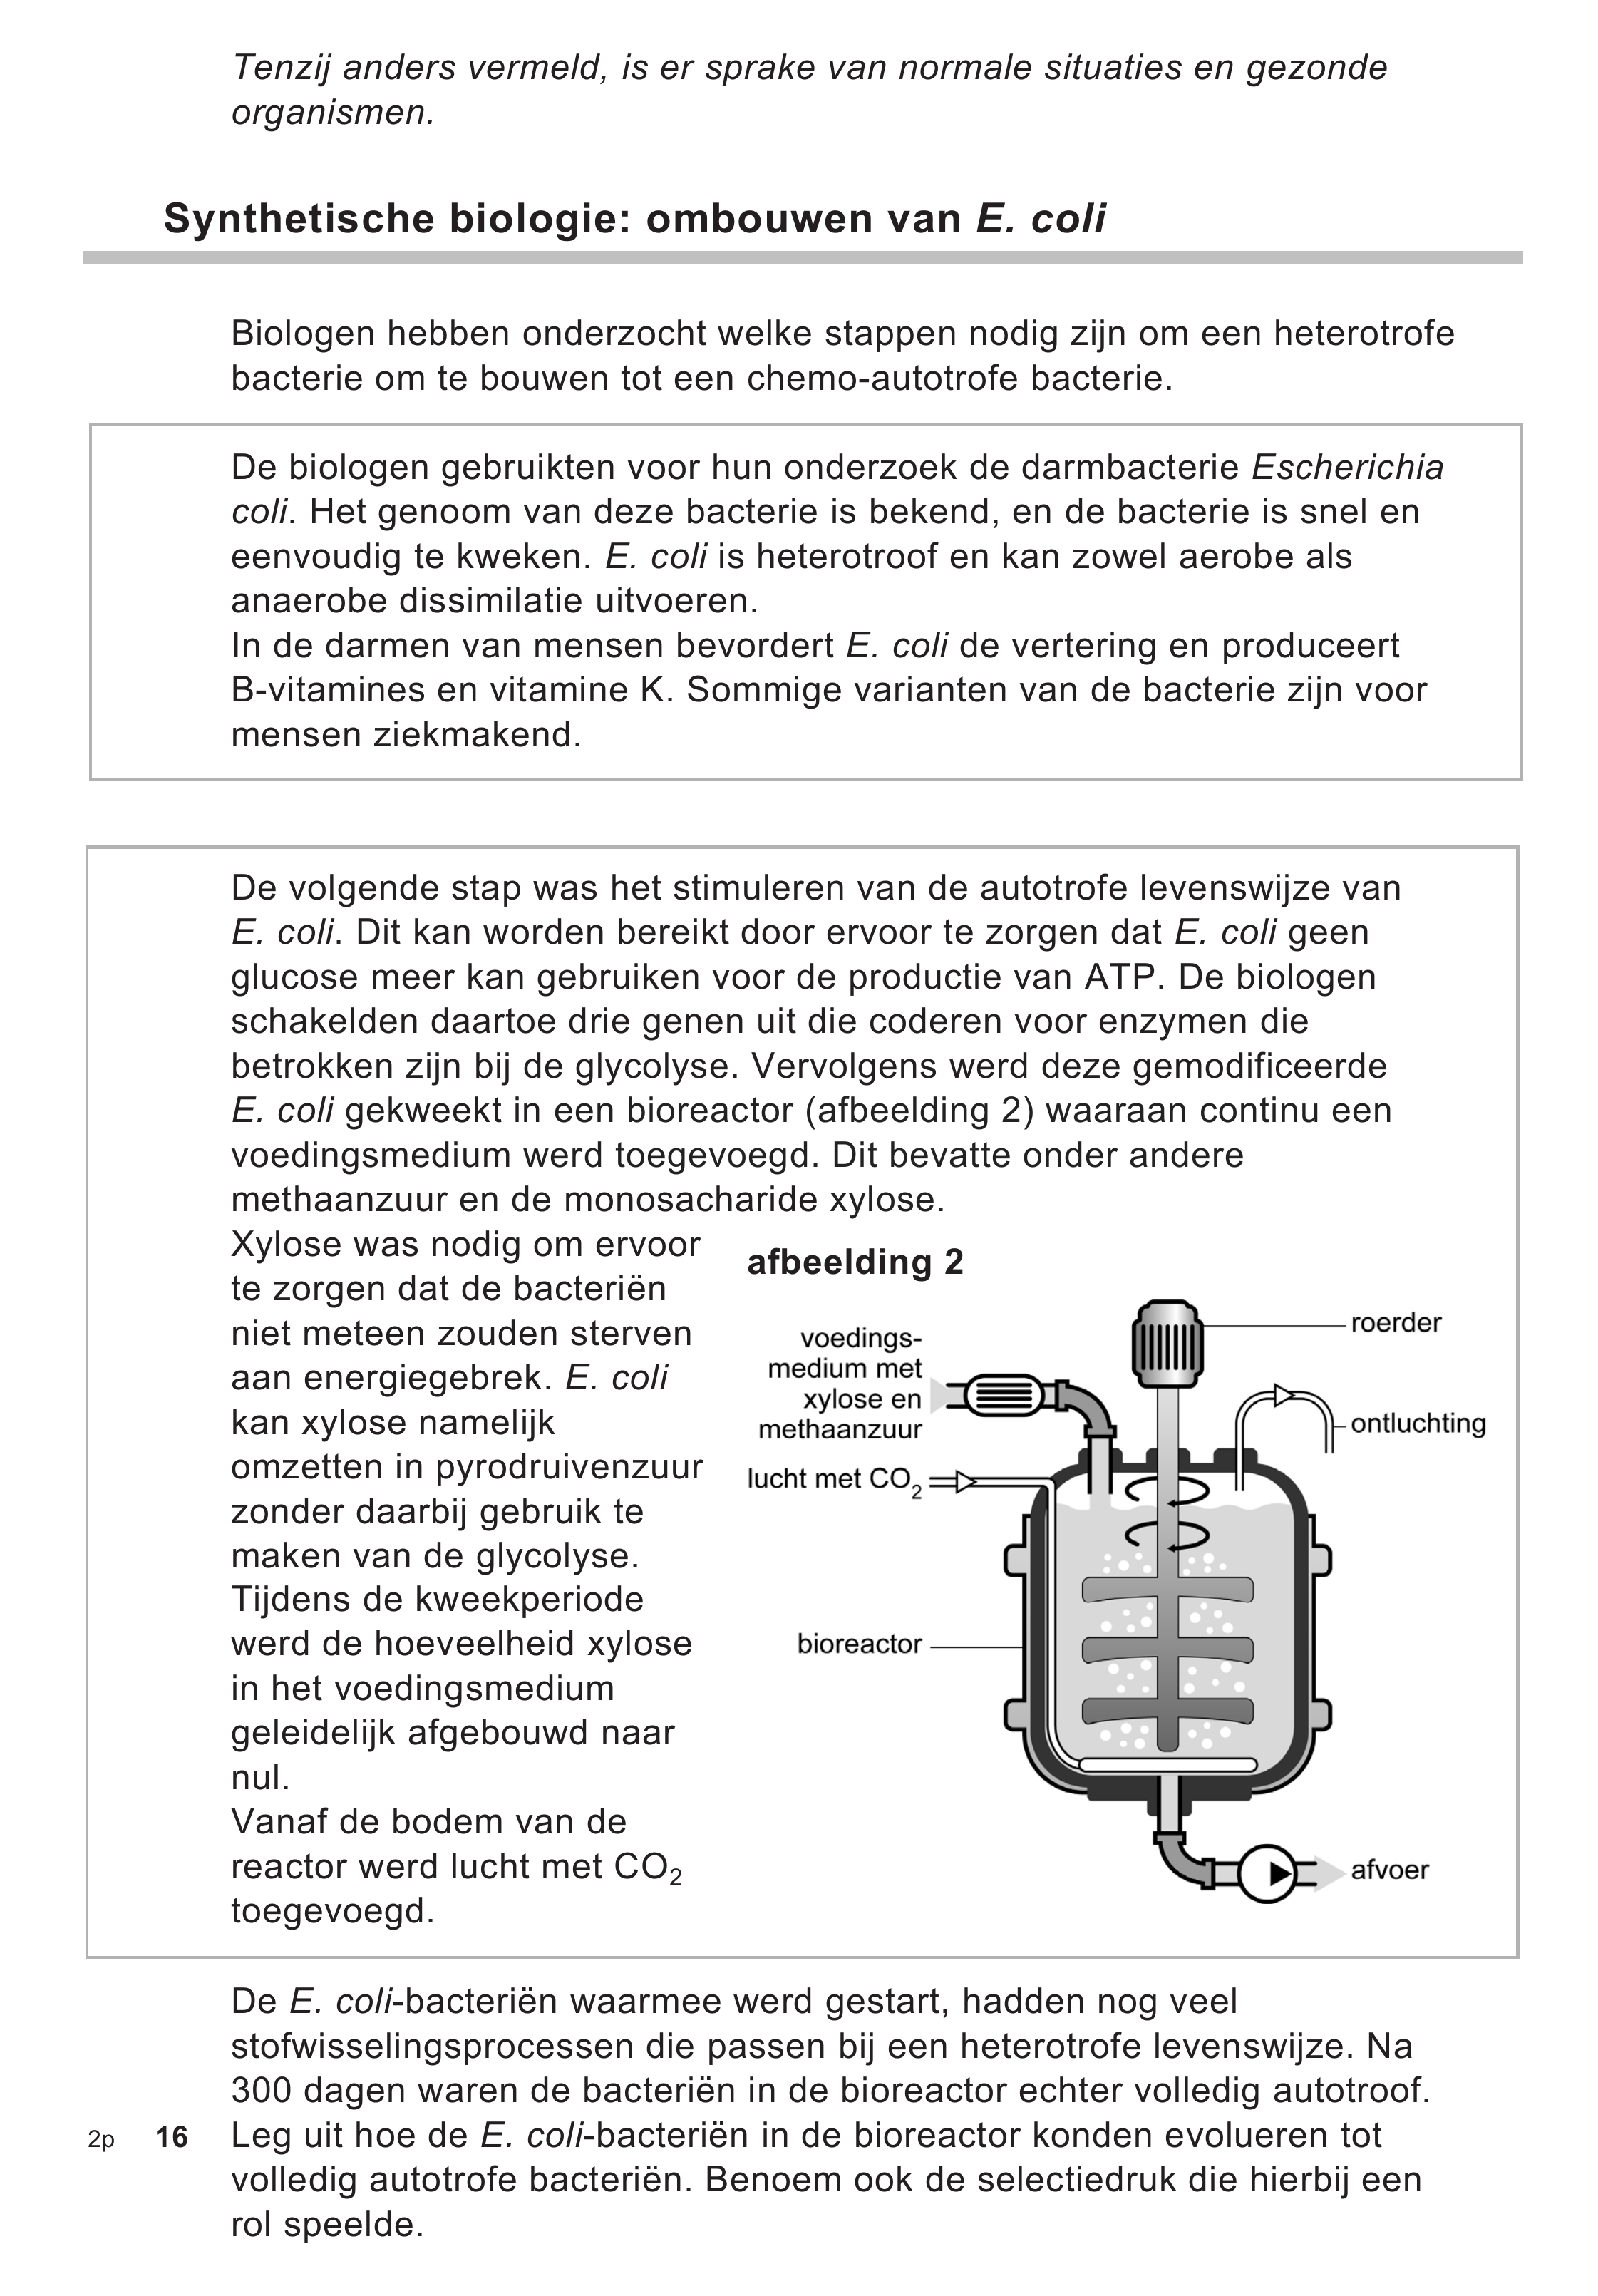 Tenzij anders vermeld, is er sprake van normale situaties en gezonde
organismen.
Synthetische biologie: ombouwen van E. coli
Biologen hebben onderzocht welke stappen nodig zijn om een heterotrofe
bacterie om te bouwen tot een chemo-autotrofe bacterie.
De biologen gebruikten voor hun onderzoek de darmbacterie Escherichia
coli. Het genoom van deze bacterie is bekend, en de bacterie is snel en
eenvoudig te kweken. E. coli is heterotroof en kan zowel aerobe als
anaerobe dissimilatie uitvoeren.
In de darmen van mensen bevordert E. coli de vertering en produceert
B-vitamines en vitamine K. Sommige varianten van de bacterie zijn voor
mensen ziekmakend.
De volgende stap was het stimuleren van de autotrofe levenswijze van
E. coli. Dit kan worden bereikt door ervoor te zorgen dat E. coli geen
glucose meer kan gebruiken voor de productie van ATP. De biologen
schakelden daartoe drie genen uit die coderen voor enzymen die
betrokken zijn bij de glycolyse. Vervolgens werd deze gemodificeerde
E. coli gekweekt in een bioreactor (afbeelding 2) waaraan continu een
voedingsmedium werd toegevoegd. Dit bevatte onder andere
methaanzuur en de monosacharide xylose.
Xylose was nodig om ervoor
te zorgen dat de bacteriën
niet meteen zouden sterven
aan energiegebrek. E. coli
kan xylose namelijk
omzetten in pyrodruivenzuur
zonder daarbij gebruik te
maken van de glycolyse.
Tijdens de kweekperiode
werd de hoeveelheid xylose
in het voedingsmedium
geleidelijk afgebouwd naar
nul.
Vanaf de bodem van de
reactor werd lucht met CO2
toegevoegd.
afbeelding 2
voedings-
medium met
xylose en
methaanzuur
lucht met CO2
bioreactor
roerder
ontluchting
afvoer
De E. coli-bacteriën waarmee werd gestart, hadden nog veel
stofwisselingsprocessen die passen bij een heterotrofe levenswijze. Na
300 dagen waren de bacteriën in de bioreactor echter volledig autotroof.
2p 16 Leg uit hoe de E. coli-bacteriën in de bioreactor konden evolueren tot
volledig autotrofe bacteriën. Benoem ook de selectiedruk die hierbij een
rol speelde.